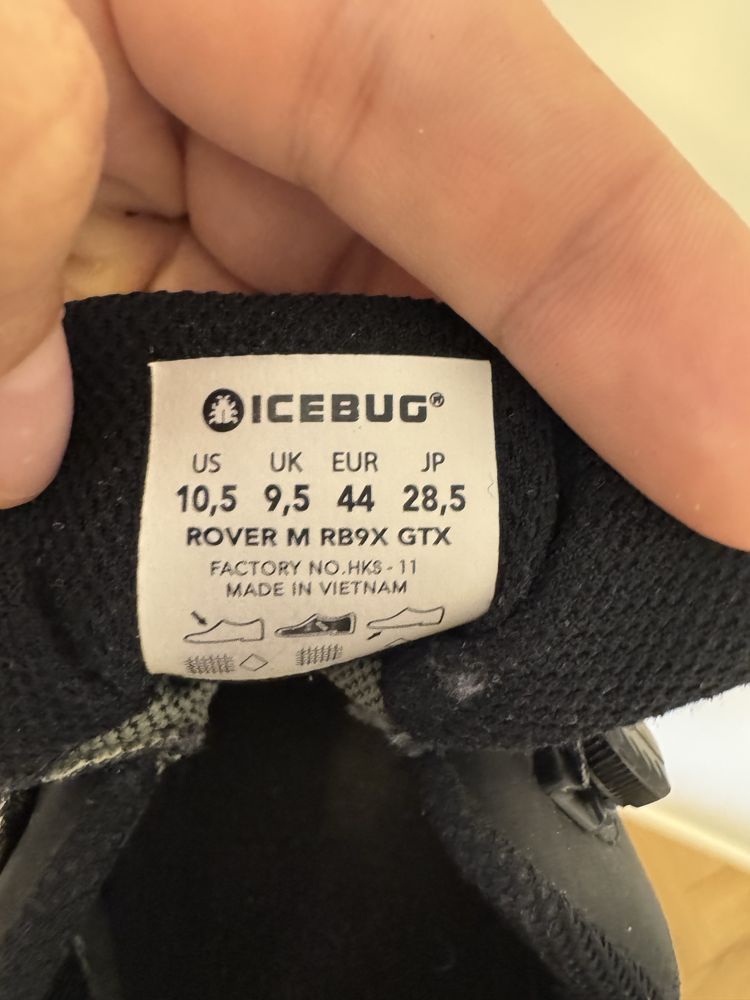 ICEBUG®
US UK EUR JP
10,5 9,5 44 28,5
ROVER M RB9X GTX
FACTORY NO.HKS - 11
MADE IN VIETNAM